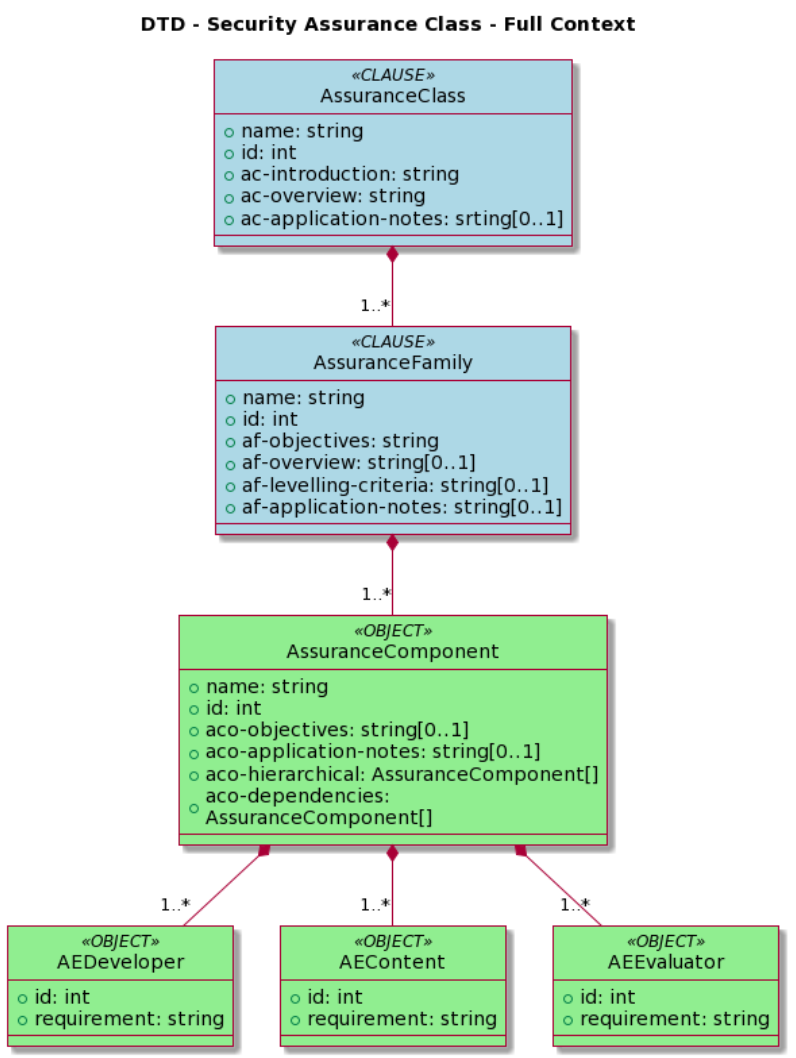 DTD - Security Assurance Class - Full Context
«CLAUSE»
AssuranceClass
name: string
id: int
ac-introduction: string
ac-overview: string
ac-application-notes: srting[0..1]
1..*
«CLAUSE»
AssuranceFamily
name: string
id: int
af-objectives: string
af-overview: string[0..1]
af-levelling-criteria: string[0..1]
af-application-notes: string[0..1]
1..*
«OBJECT»
AssuranceComponent
name: string
id: int
aco-objectives: string[0..1]
aco-application-notes: string[0..1]
aco-hierarchical: AssuranceComponent[]
aco-dependencies:
AssuranceComponent[]
1..*
1..*
1..*
«OBJECT»
AEDeveloper
id: int
requirement: string
«OBJECT»
AEContent
id: int
requirement: string
«OBJECT»
AEEvaluator
id: int
requirement: string